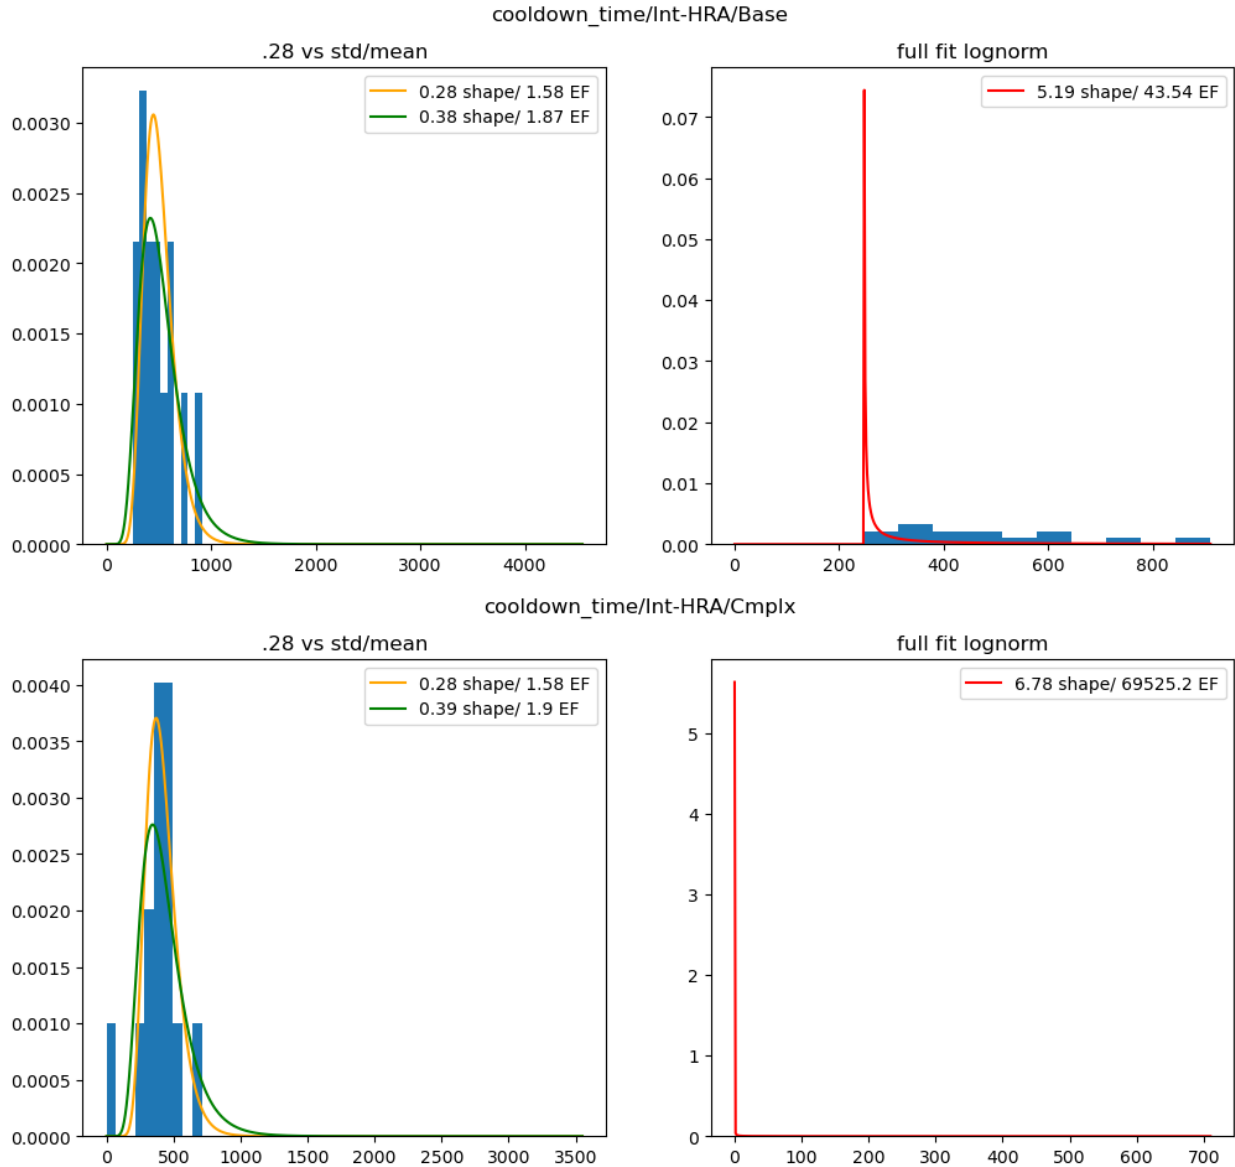 cooldown_time/Int-HRA/Base
.28 vs std/mean
0.28 shape/ 1.58 EF
0.38 shape/ 1.87 EF
0.0030
0.0025
0.0020
0.0015
0.0010
0.0005
0.0000
0 1000 2000 3000 4000
full fit lognorm
5.19 shape/ 43.54 EF
0.07
0.06
0.05
0.04
0.03
0.02
0.01
0.00
0 200 400 600 800
cooldown_time/Int-HRA/Cmplx
.28 vs std/mean
0.28 shape/ 1.58 EF
0.39 shape/ 1.9 EF
0.0040
0.0035
0.0030
0.0025
0.0020
0.0015
0.0010
0.0005
0.0000
0 500 1000 1500 2000 2500 3000 3500
full fit lognorm
6.78 shape/ 69525.2 EF
5
4
3
2
1
0
0 100 200 300 400 500 600 700